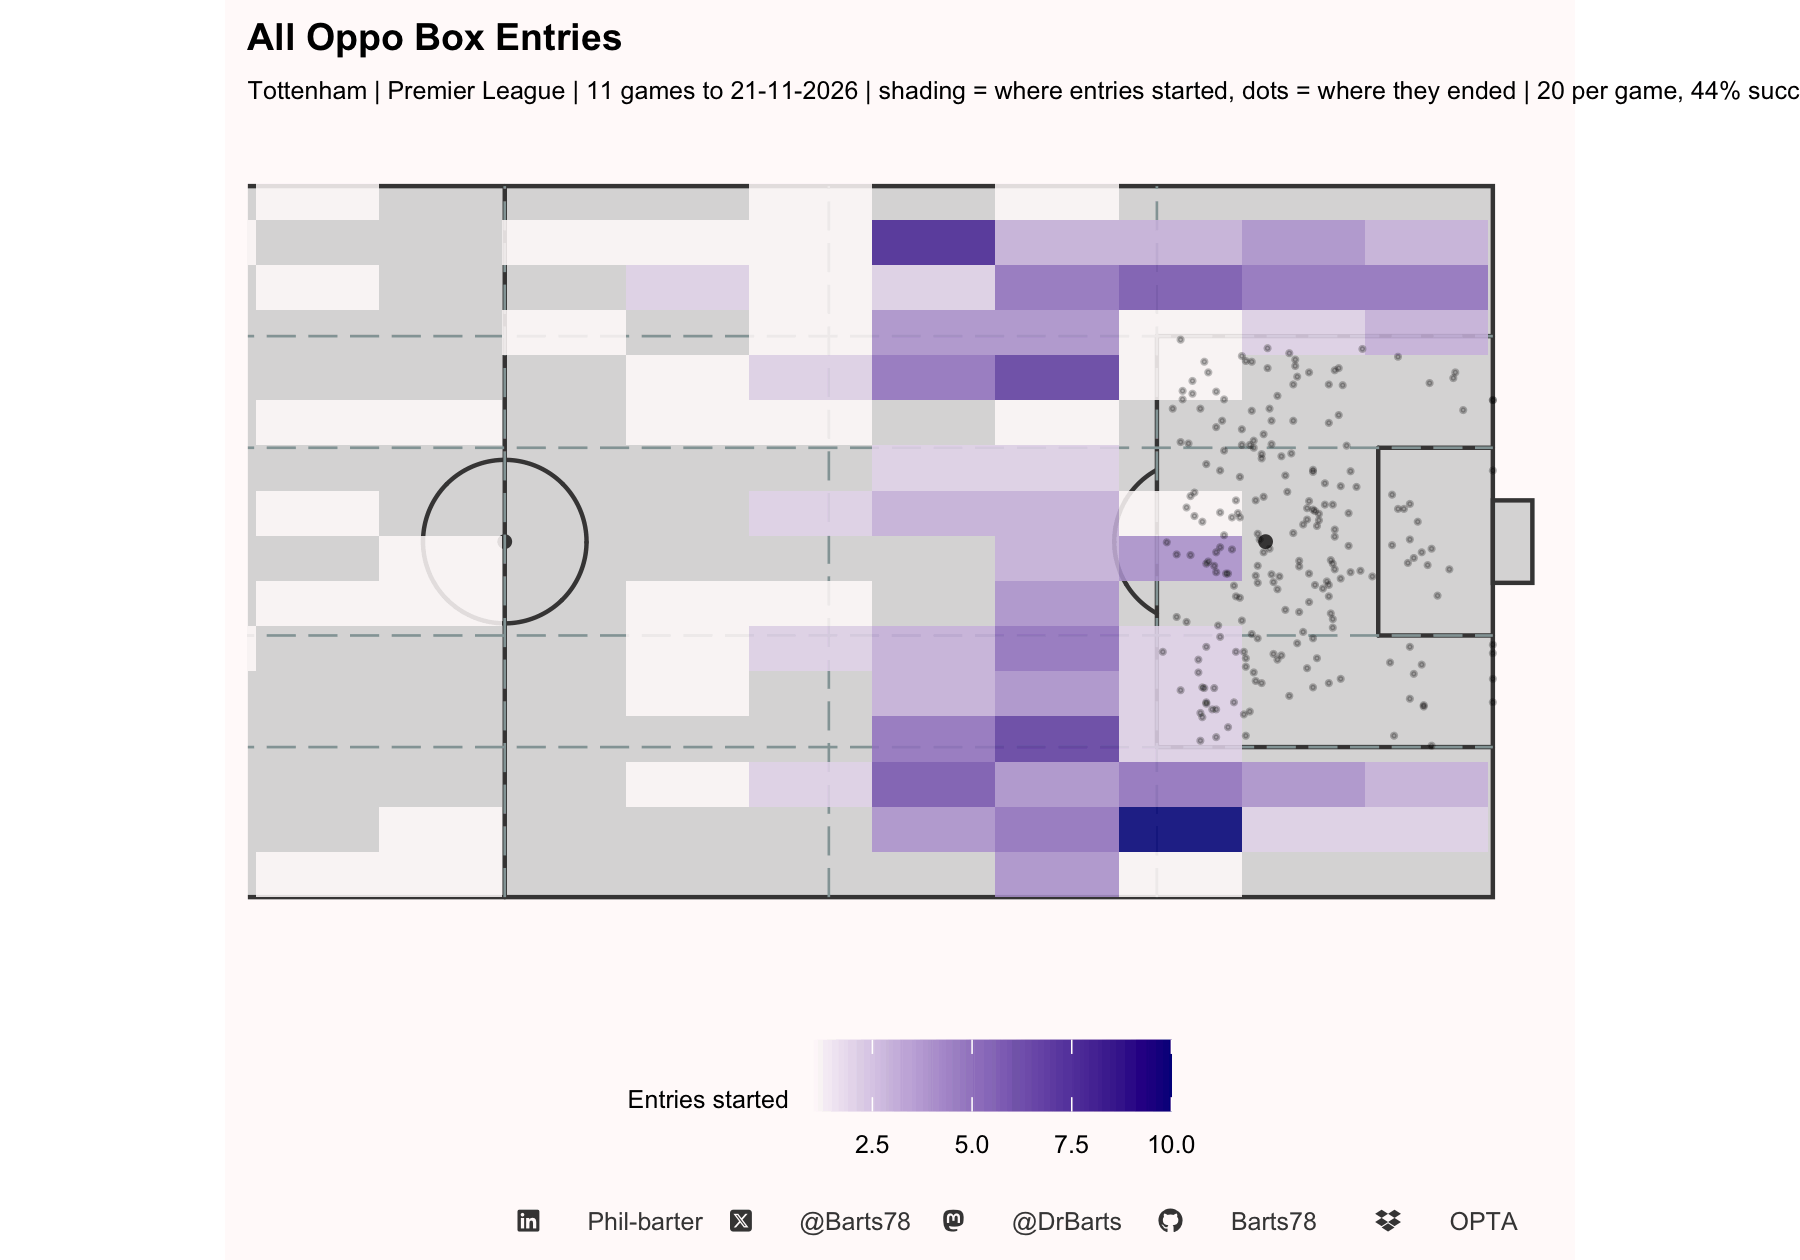 All Oppo Box Entries
Tottenham | Premier League | 11 games to 21-11-2026 | shading = where entries started, dots = where they ended | 20 per game, 44% succ
Entries started
2.5 5.0 7.5 10.0
Phil-barter @Barts78 @DrBarts Barts78 OPTA